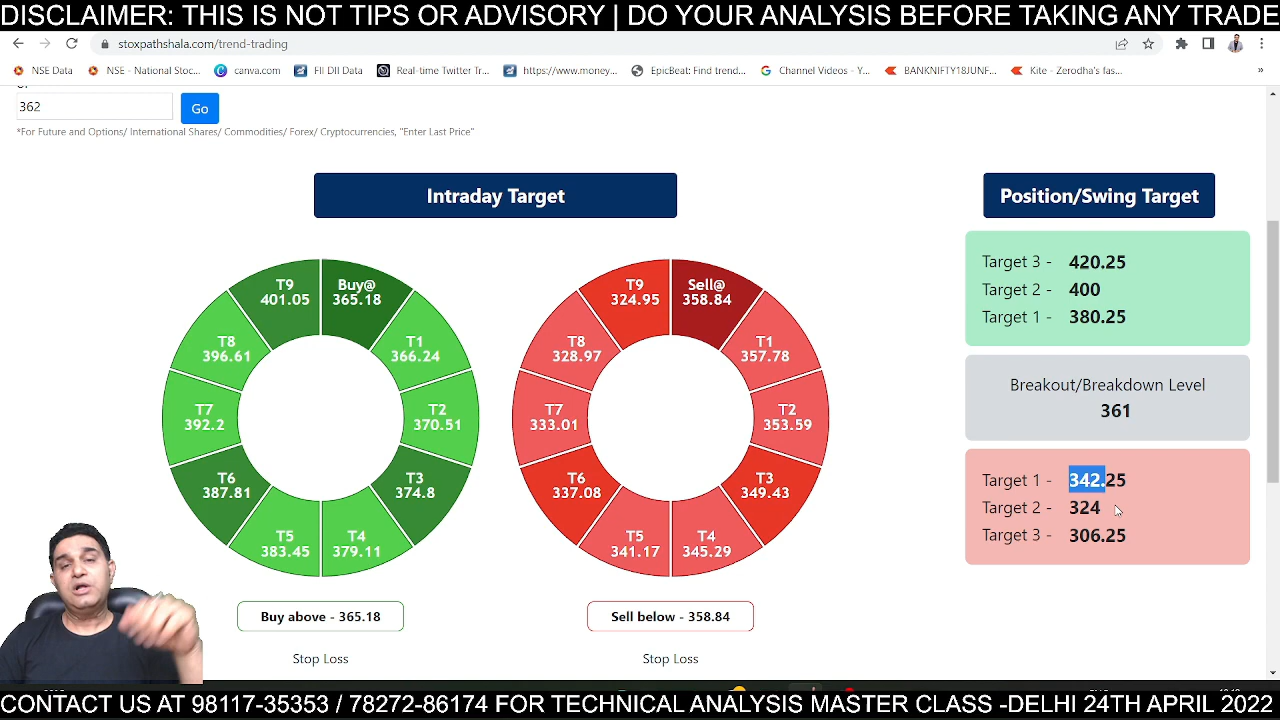 DISCLAIMER: THIS IS NOT TIPS OR ADVISORY | DO YOUR ANALYSIS BEFORE TAKING ANY TRADE
stoxpathshala.com/trend-trading
NSE Data
NSE - National Stoc...
canva.com
FII DII Data
Real-time Twitter Tr...
https://www.money...
EpicBeat: Find trend...
Channel Videos - Y...
BANKNIFTY18JUNF...
Kite - Zerodha's fas...
»
362
Go
*For Future and Options/ International Shares/ Commodities/ Forex/ Cryptocurrencies, "Enter Last Price"
Intraday Target
Buy@
365.18
T1
366.24
T2
370.51
T3
374.8
T4
379.11
T5
383.45
T6
387.81
T7
392.2
T8
396.61
T9
401.05
Buy above - 365.18
Stop Loss
Sell@
358.84
T1
357.78
T2
353.59
T3
349.43
T4
345.29
T5
341.17
T6
337.08
T7
333.01
T8
328.97
T9
324.95
Sell below - 358.84
Stop Loss
Position/Swing Target
Target 3 - 420.25
Target 2 - 400
Target 1 - 380.25
Breakout/Breakdown Level
361
Target 1 - 342.25
Target 2 - 324
Target 3 - 306.25
CONTACT US AT 98117-35353 / 78272-86174 FOR TECHNICAL ANALYSIS MASTER CLASS -DELHI 24TH APRIL 2022